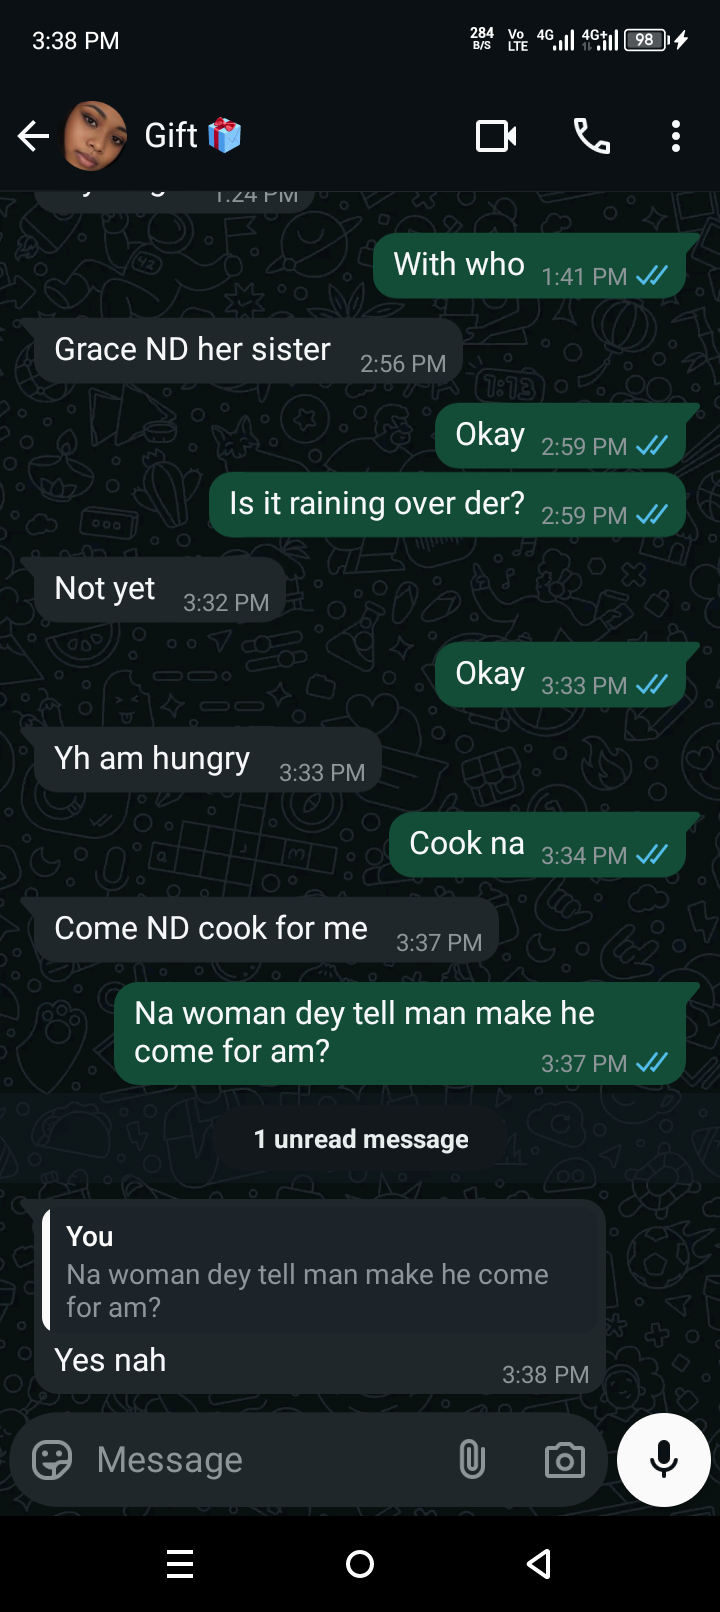 3:38 PM
284
B/S
Vo
LTE
4G
4G+
98
Gift 🎁
1:24 PM
With who 1:41 PM
Grace ND her sister 2:56 PM
Okay 2:59 PM
Is it raining over der? 2:59 PM
Not yet 3:32 PM
Okay 3:33 PM
Yh am hungry 3:33 PM
Cook na 3:34 PM
Come ND cook for me 3:37 PM
Na woman dey tell man make he
come for am? 3:37 PM
1 unread message
You
Na woman dey tell man make he come
for am?
Yes nah 3:38 PM
Message